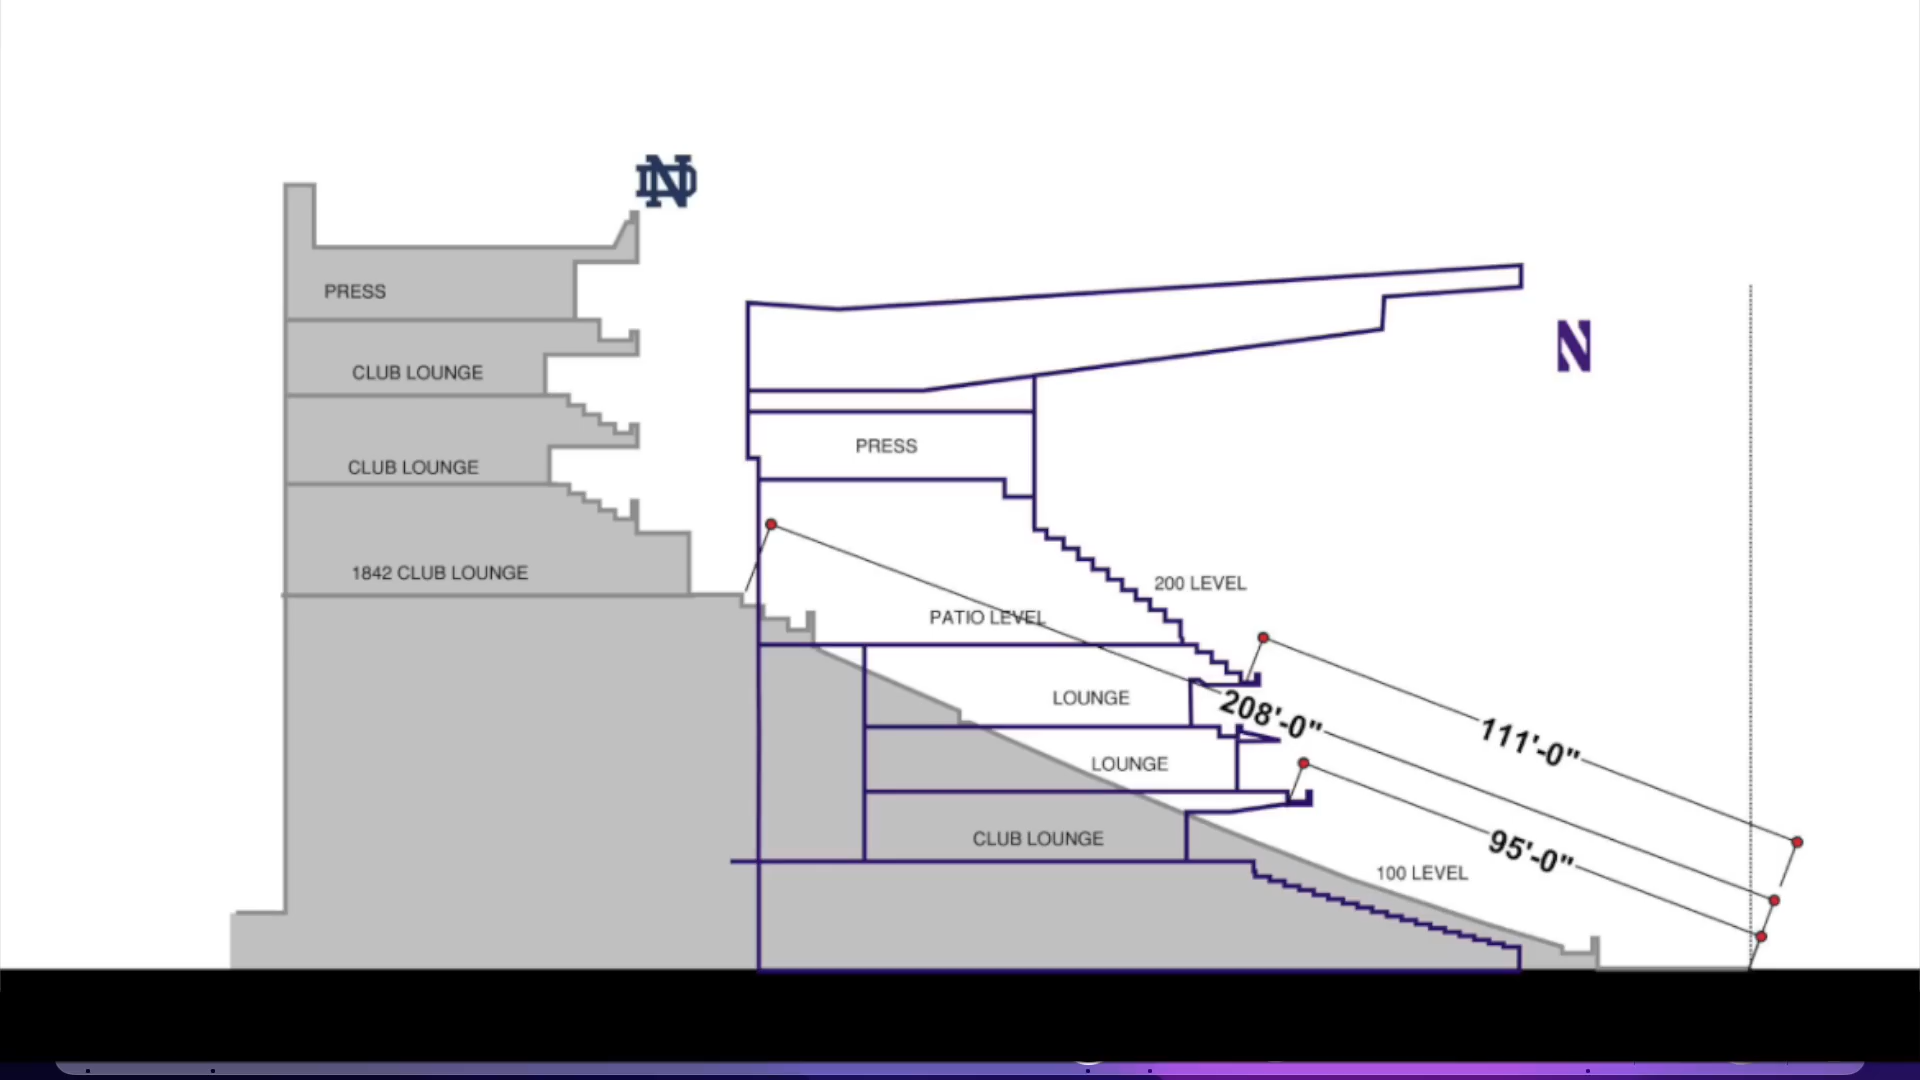 ND
PRESS
CLUB LOUNGE
CLUB LOUNGE
1842 CLUB LOUNGE
N
PRESS
200 LEVEL
PATIO LEVEL
LOUNGE
208'-0"
111'-0"
LOUNGE
CLUB LOUNGE
95'-0"
100 LEVEL